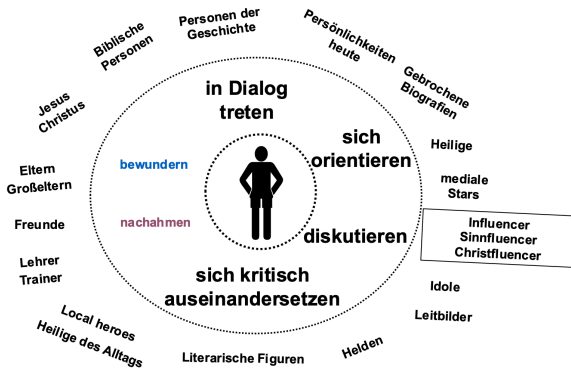 Personen der
Geschichte
Biblische
Personen
Persönlichkeiten
heute
Gebrochene
Biografien
Jesus
Christus
in Dialog
treten
sich
orientieren
Heilige
bewundern
Eltern
Großeltern
mediale
Stars
Freunde
nachahmen
diskutieren
Influencer
Sinnfluencer
Christfluencer
Lehrer
Trainer
sich kritisch
auseinandersetzen
Idole
Leitbilder
Local heroes
Heilige des Alltags
Literarische Figuren
Helden